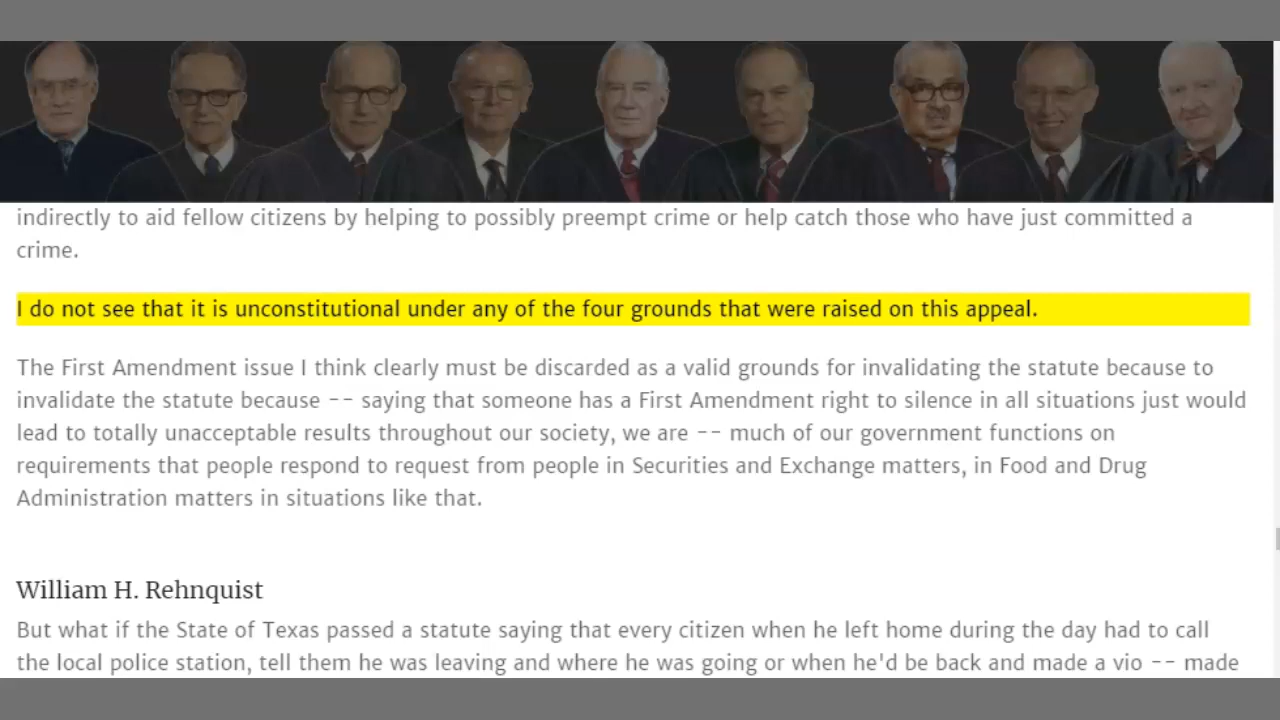 indirectly to aid fellow citizens by helping to possibly preempt crime or help catch those who have just committed a
crime.
I do not see that it is unconstitutional under any of the four grounds that were raised on this appeal.
The First Amendment issue I think clearly must be discarded as a valid grounds for invalidating the statute because to
invalidate the statute because -- saying that someone has a First Amendment right to silence in all situations just would
lead to totally unacceptable results throughout our society, we are -- much of our government functions on
requirements that people respond to request from people in Securities and Exchange matters, in Food and Drug
Administration matters in situations like that.
William H. Rehnquist
But what if the State of Texas passed a statute saying that every citizen when he left home during the day had to call
the local police station, tell them he was leaving and where he was going or when he'd be back and made a vio -- made